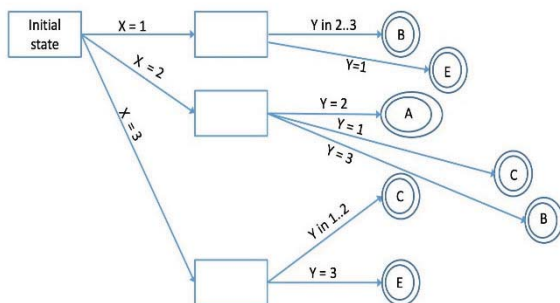 Initial
state
X = 1
Y in 2..3
B
Y=1
E
X = 2
Y = 2
A
Y = 1
C
Y = 3
B
X = 3
Y in 1..2
C
Y = 3
E